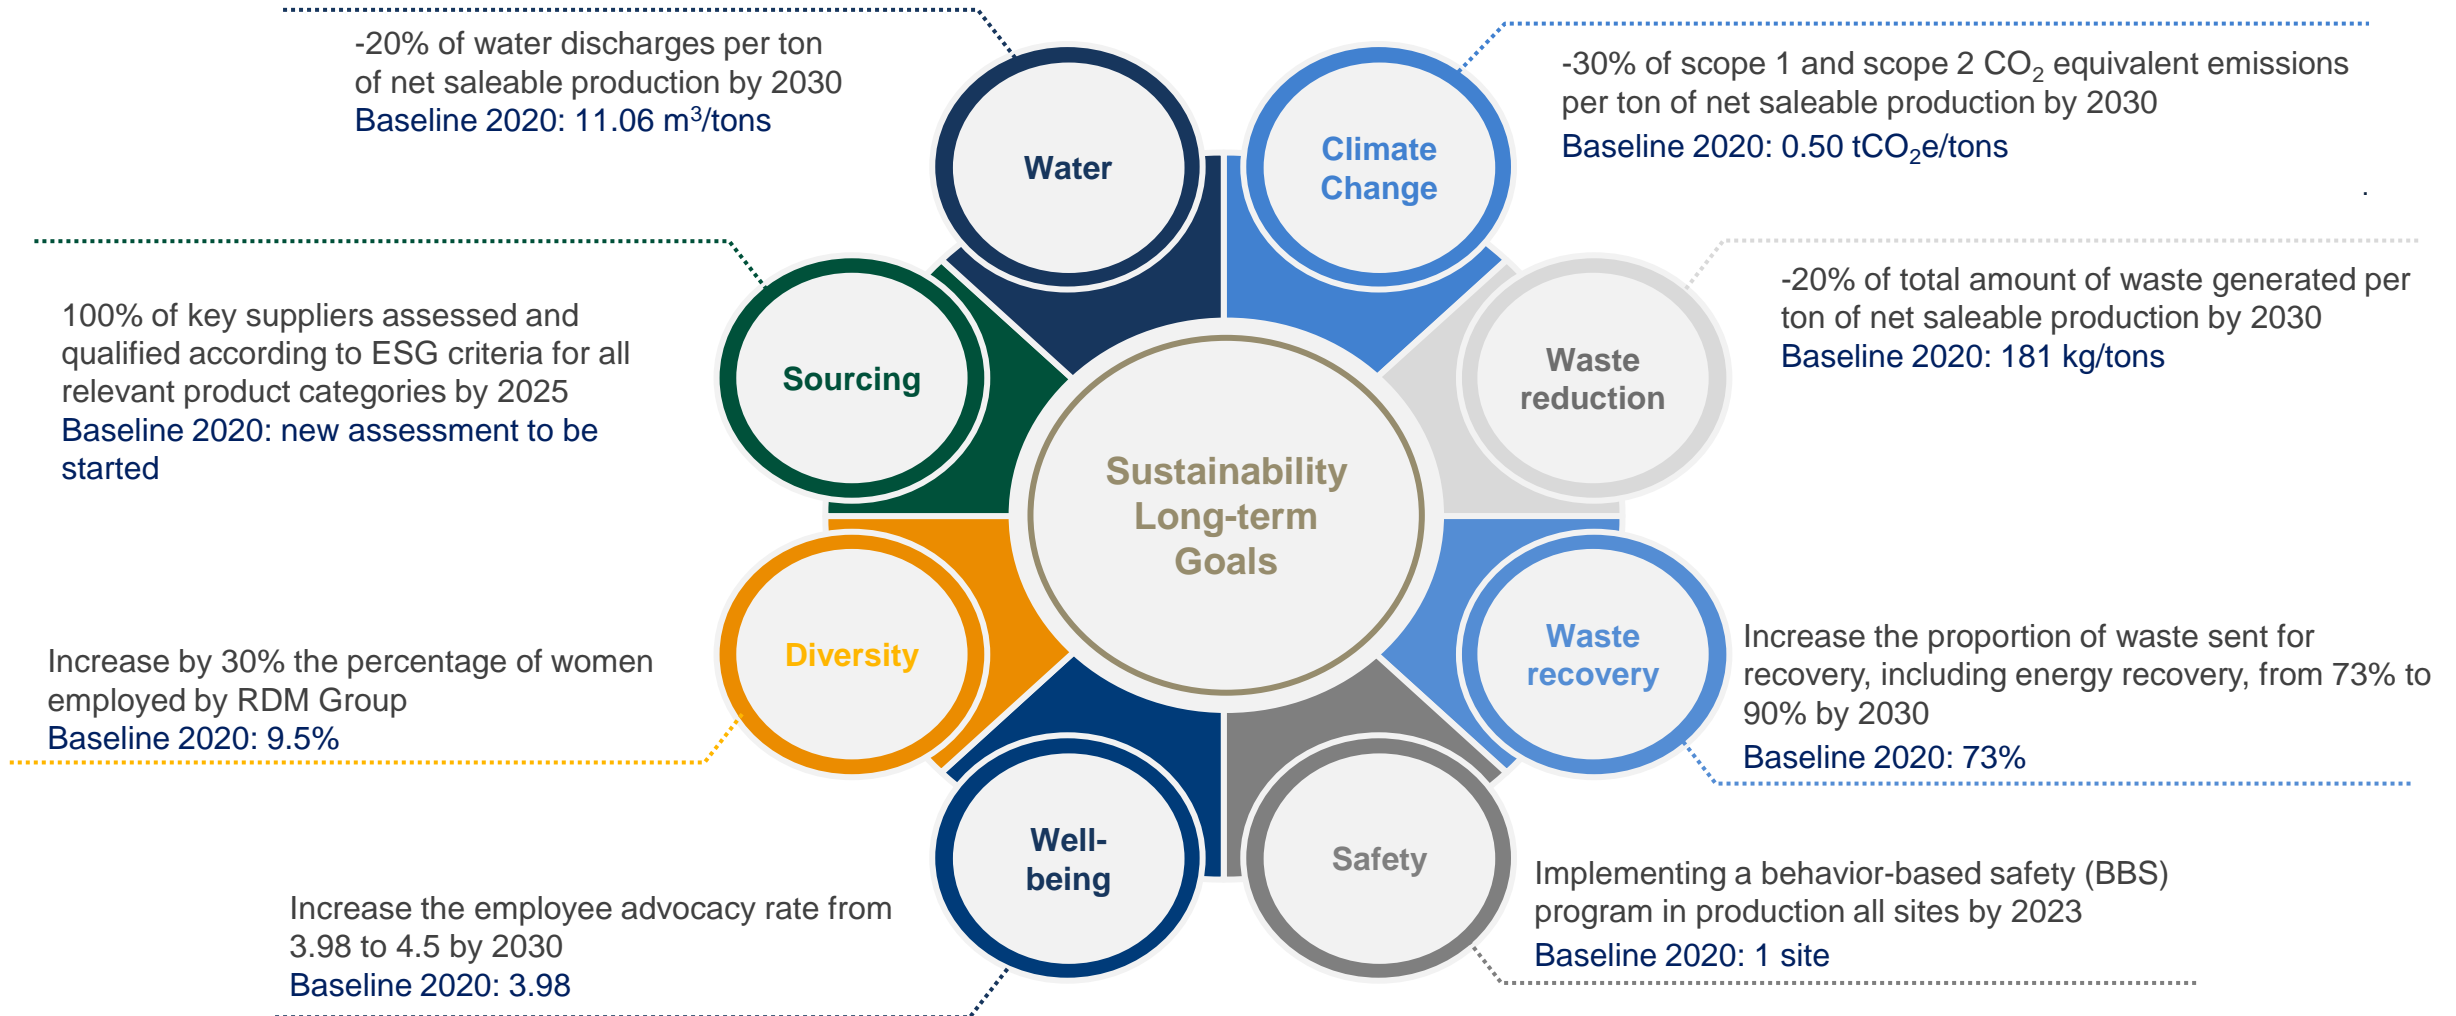 -20% of water discharges per ton
of net saleable production by 2030
Baseline 2020: 11.06 m³/tons
-30% of scope 1 and scope 2 CO₂ equivalent emissions
per ton of net saleable production by 2030
Baseline 2020: 0.50 tCO₂e/tons
.
Water
Climate
Change
100% of key suppliers assessed and
qualified according to ESG criteria for all
relevant product categories by 2025
Baseline 2020: new assessment to be
started
Sourcing
Waste
reduction
-20% of total amount of waste generated per
ton of net saleable production by 2030
Baseline 2020: 181 kg/tons
Sustainability
Long-term
Goals
Increase by 30% the percentage of women
employed by RDM Group
Baseline 2020: 9.5%
Diversity
Waste
recovery
Increase the proportion of waste sent for
recovery, including energy recovery, from 73% to
90% by 2030
Baseline 2020: 73%
Increase the employee advocacy rate from
3.98 to 4.5 by 2030
Baseline 2020: 3.98
Well-
being
Safety
Implementing a behavior-based safety (BBS)
program in production all sites by 2023
Baseline 2020: 1 site